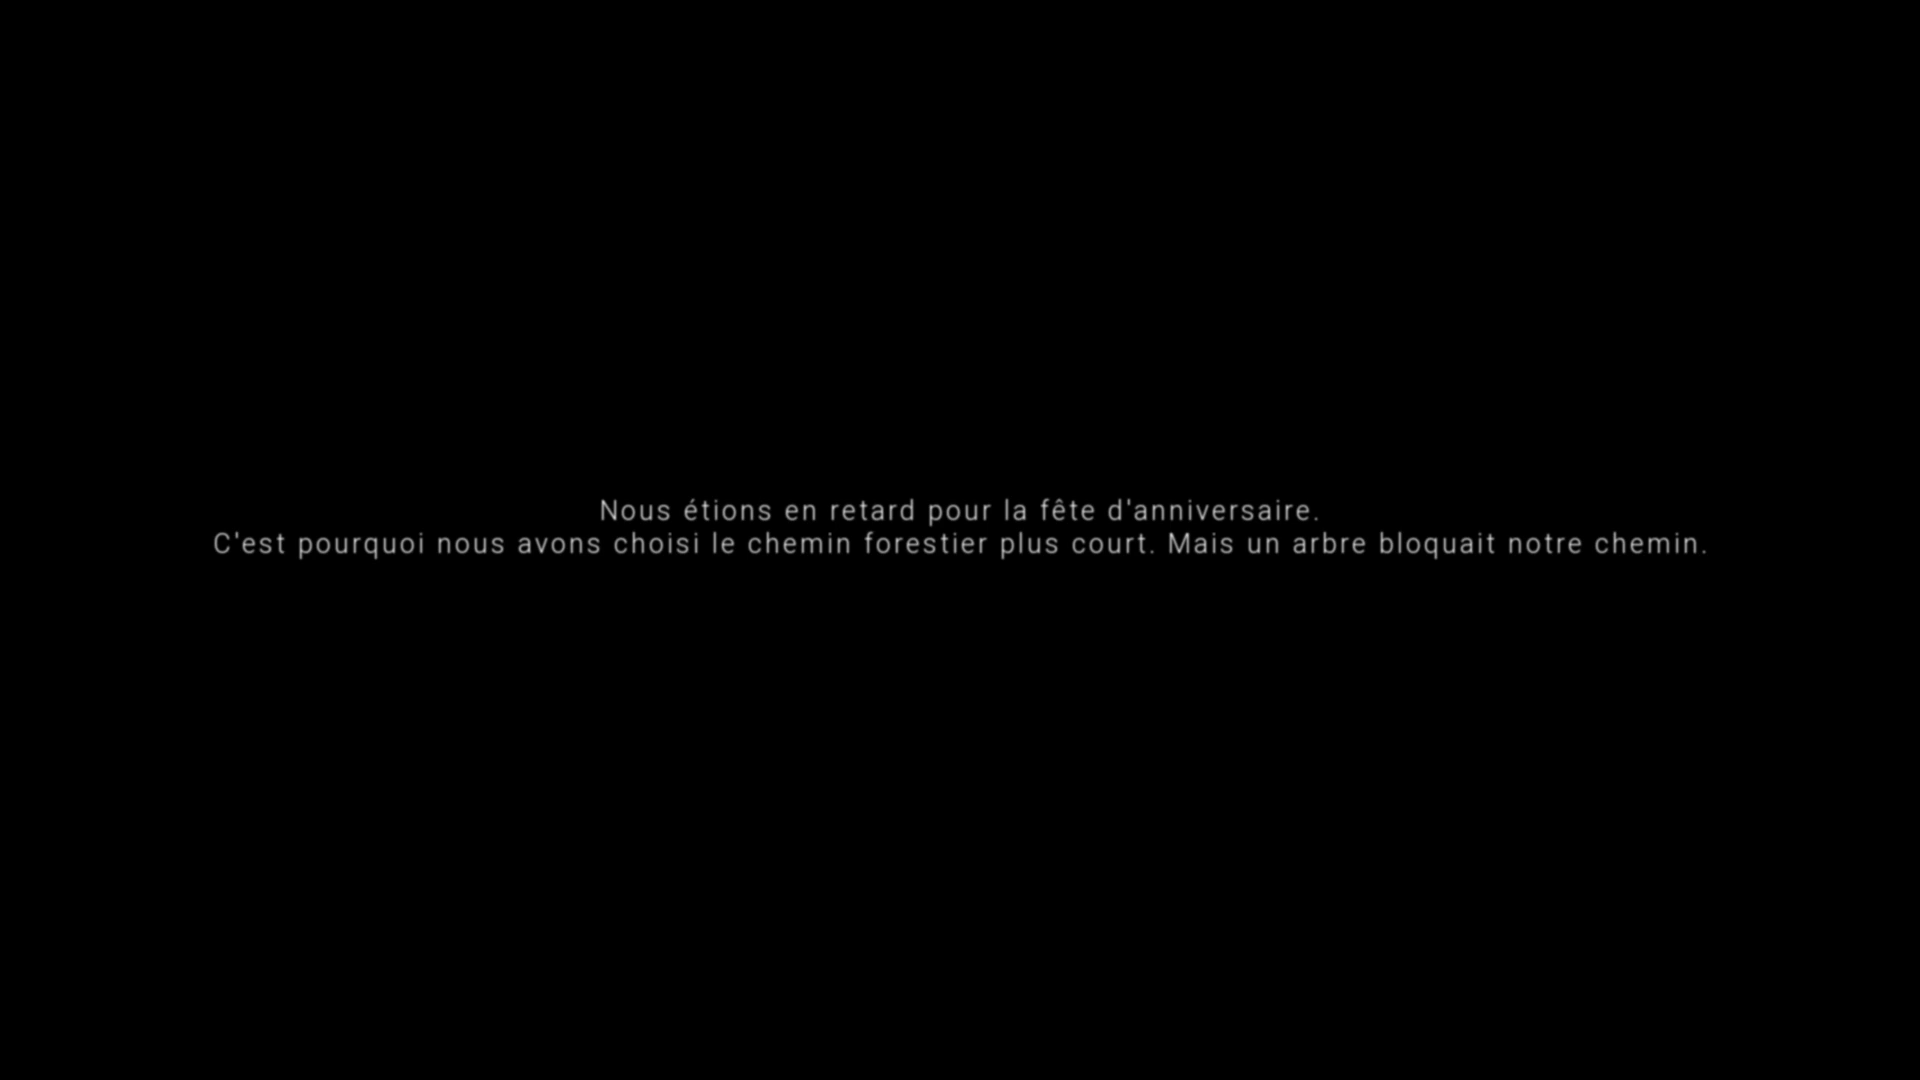 Nous étions en retard pour la fête d'anniversaire.
C'est pourquoi nous avons choisi le chemin forestier plus court. Mais un arbre bloquait notre chemin.